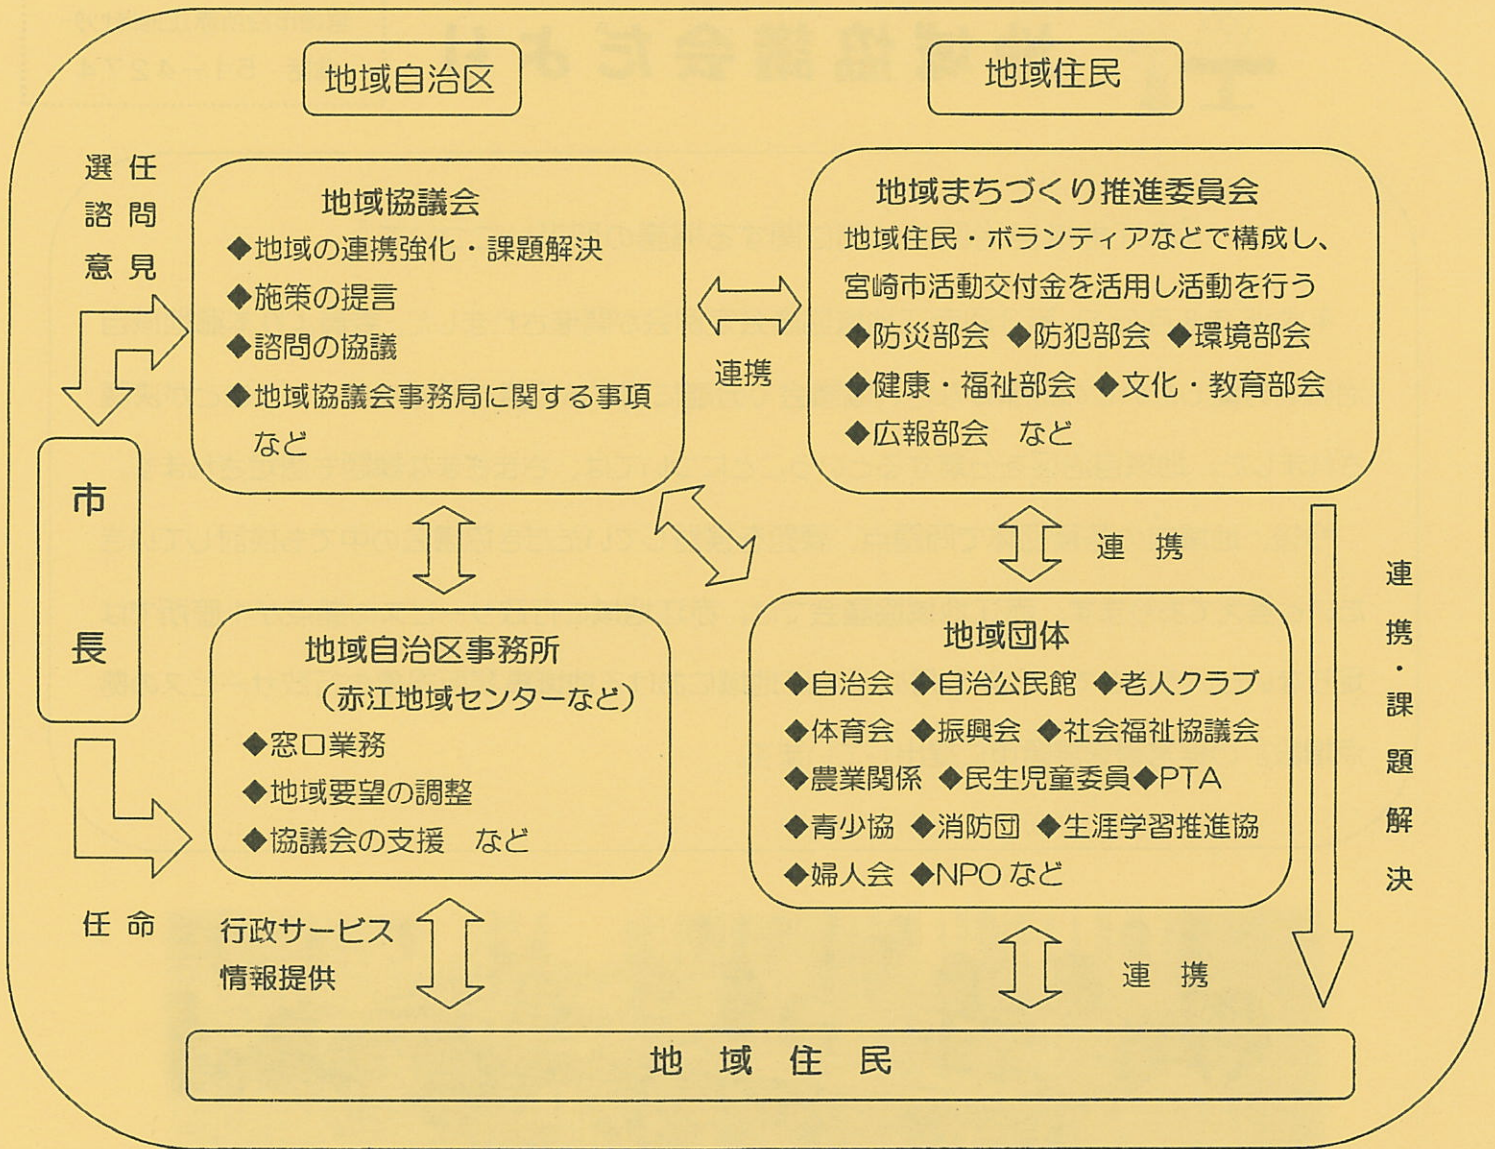 地域自治区
地域住民
選任
諮問
意見
地域協議会
◆地域の連携強化・課題解決
◆施策の提言
◆諮問の協議
◆地域協議会事務局に関する事項
など
連携
地域まちづくり推進委員会
地域住民・ボランティアなどで構成し、
宮崎市活動交付金を活用し活動を行う
◆防災部会 ◆防犯部会 ◆環境部会
◆健康・福祉部会 ◆文化・教育部会
◆広報部会 など
市長
連携
連携・課題解決
地域自治区事務所
（赤江地域センターなど）
◆窓口業務
◆地域要望の調整
◆協議会の支援 など
地域団体
◆自治会 ◆自治公民館 ◆老人クラブ
◆体育会 ◆振興会 ◆社会福祉協議会
◆農業関係 ◆民生児童委員◆PTA
◆青少協 ◆消防団 ◆生涯学習推進協
◆婦人会 ◆NPO など
任命
行政サービス
情報提供
連携
地域住民